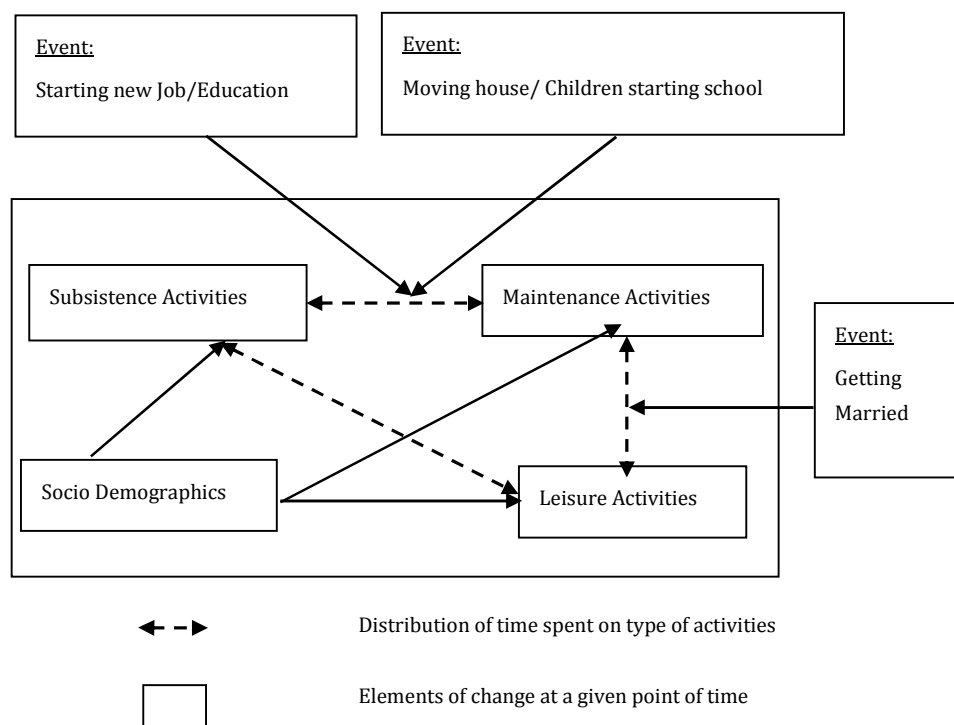 Event:
Starting new Job/Education
Event:
Moving house/ Children starting school
Subsistence Activities
Maintenance Activities
Event:
Getting
Married
Socio Demographics
Leisure Activities
Distribution of time spent on type of activities
Elements of change at a given point of time